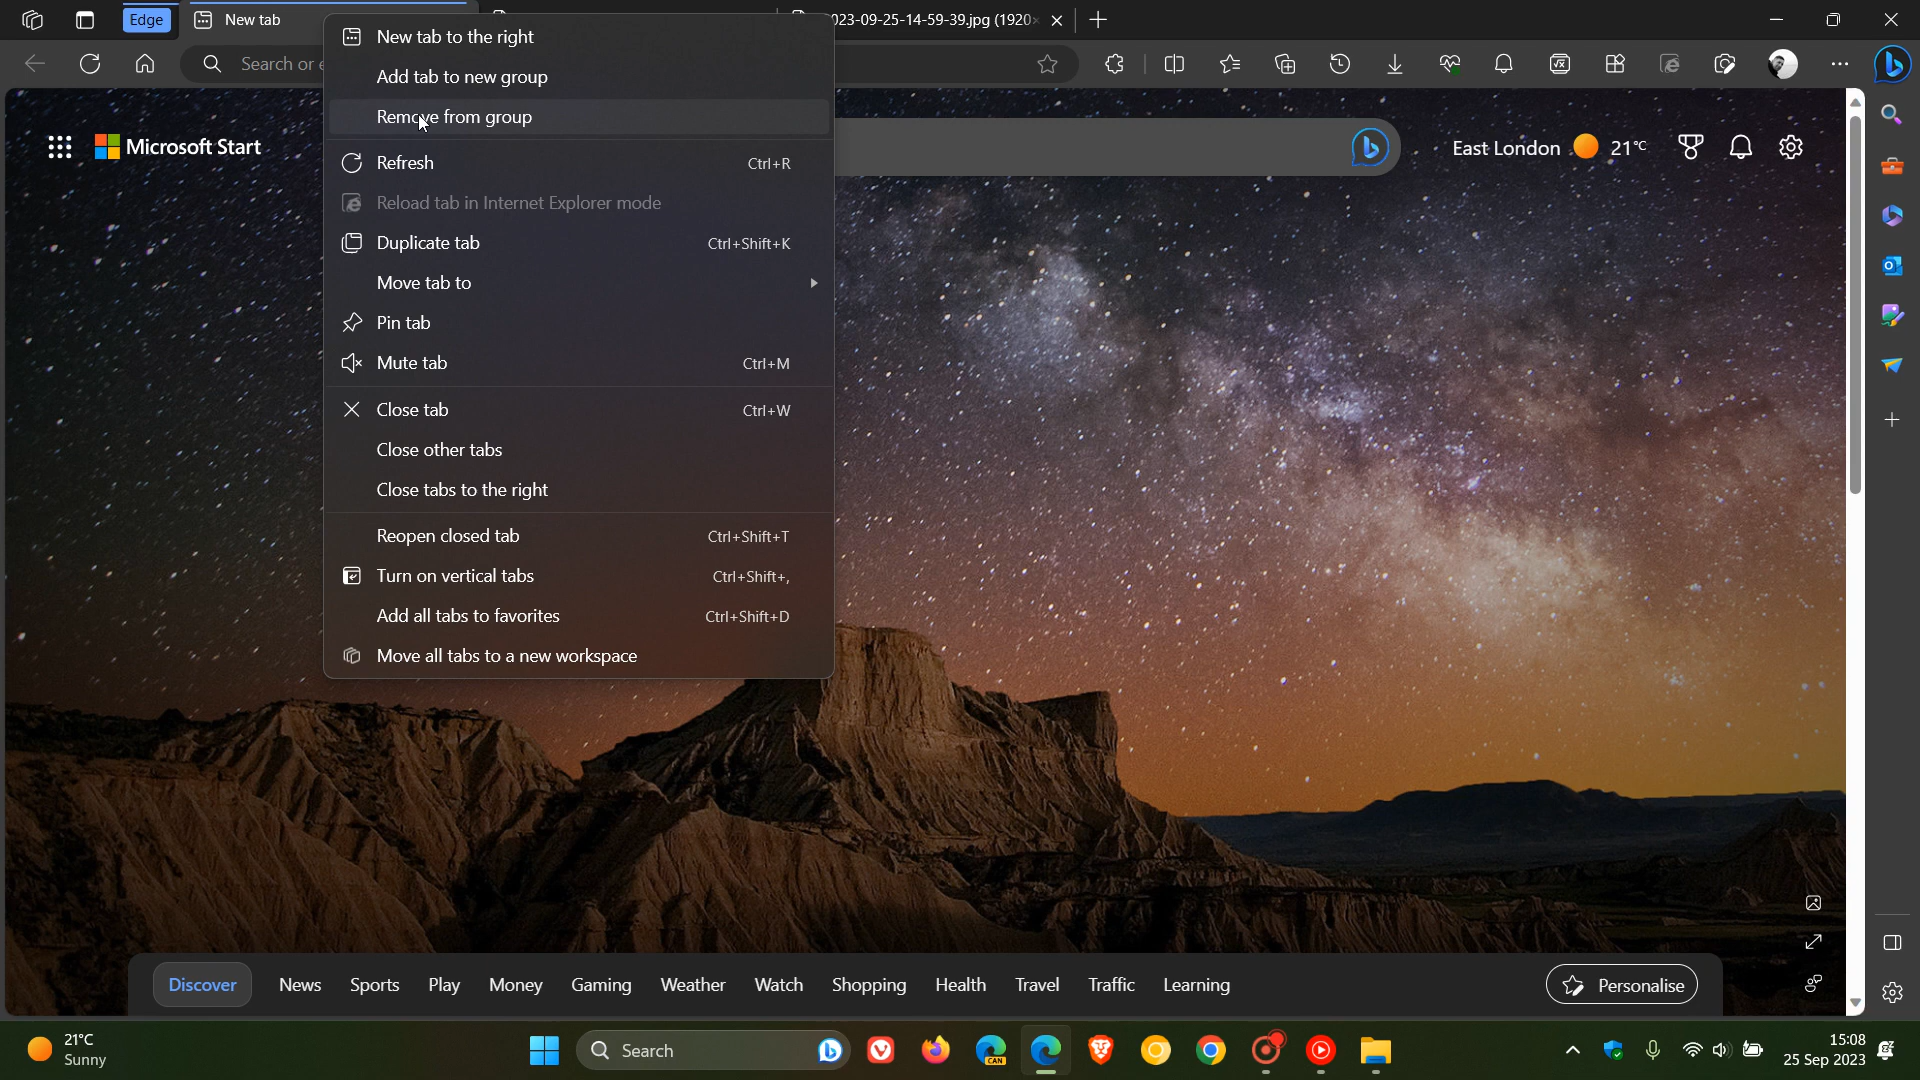 Edge
New tab
023-09-25-14-59-39.jpg (1920
Search or e
New tab to the right
Add tab to new group
Remove from group
Refresh Ctrl+R
Reload tab in Internet Explorer mode
Duplicate tab Ctrl+Shift+K
Move tab to
Pin tab
Mute tab Ctrl+M
Close tab Ctrl+W
Close other tabs
Close tabs to the right
Reopen closed tab Ctrl+Shift+T
Turn on vertical tabs Ctrl+Shift+,
Add all tabs to favorites Ctrl+Shift+D
Move all tabs to a new workspace
Microsoft Start
East London 21°C
Discover News Sports Play Money Gaming Weather Watch Shopping Health Travel Traffic Learning
Personalise
21°C
Sunny
Search
CAN
15:08
25 Sep 2023